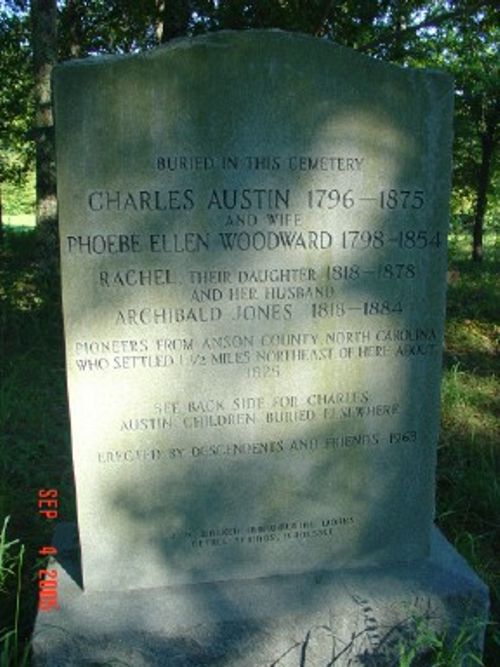 BURIED IN THIS CEMETERY
CHARLES AUSTIN 1796 — 1875
AND WIFE
PHOEBE ELLEN WOODWARD 1798 — 1854
RACHEL, THEIR DAUGHTER 1818 — 1878
AND HER HUSBAND
ARCHIBALD JONES 1818 — 1884
PIONEERS FROM ANSON COUNTY NORTH CAROLINA
WHO SETTLED 1 1/2 MILES NORTHEAST OF HERE ABOUT
1825
SEE BACK SIDE FOR CHARLES
AUSTIN CHILDREN BURIED ELSEWHERE
ERECTED BY DESCENDENTS AND FRIENDS 1963
SPRINGS,
SEP 4 2005